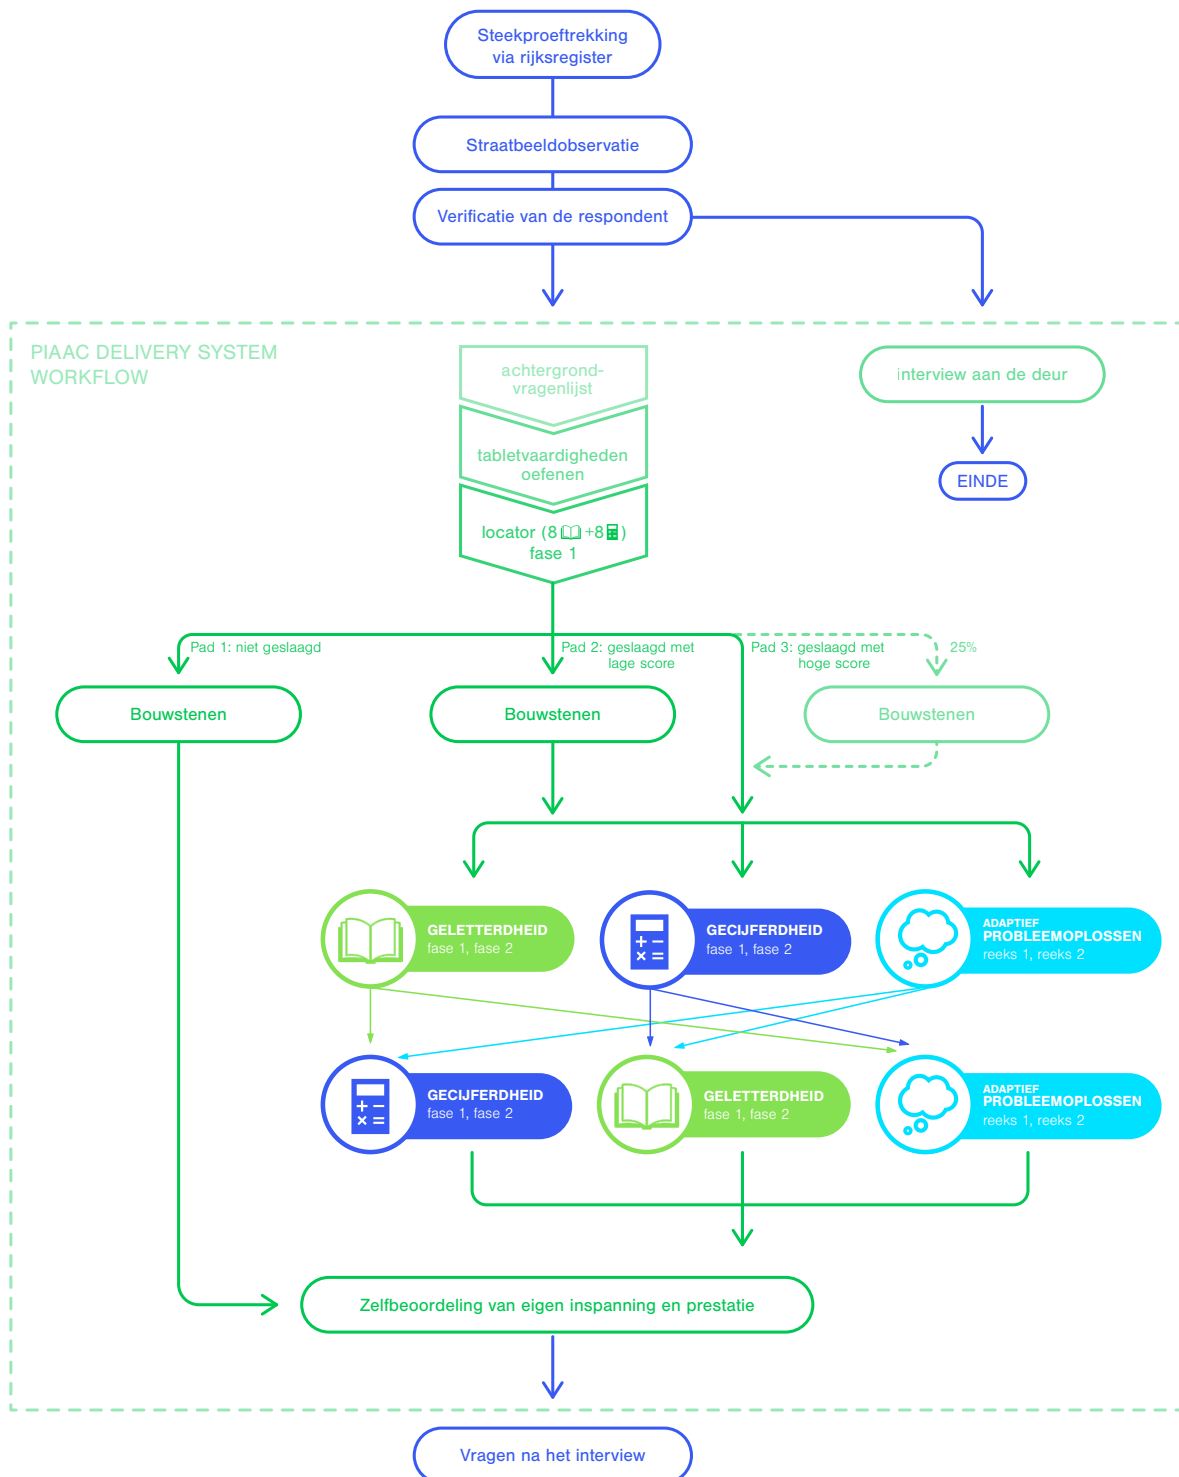 Steekproeftrekking
via rijksregister
Straatbeeldobservatie
Verificatie van de respondent
PIAAC DELIVERY SYSTEM
WORKFLOW
achtergrond-
vragenlijst
interview aan de deur
tabletvaardigheden
oefenen
EINDE
locator (8 +8 )
fase 1
Pad 1: niet geslaagd
Pad 2: geslaagd met
lage score
Pad 3: geslaagd met
hoge score
25%
Bouwstenen
Bouwstenen
Bouwstenen
GELETTERDHEID
fase 1, fase 2
GECIJFERDHEID
fase 1, fase 2
ADAPTIEF
PROBLEEMOPLOSSEN
reeks 1, reeks 2
GECIJFERDHEID
fase 1, fase 2
GELETTERDHEID
fase 1, fase 2
ADAPTIEF
PROBLEEMOPLOSSEN
reeks 1, reeks 2
Zelfbeoordeling van eigen inspanning en prestatie
Vragen na het interview